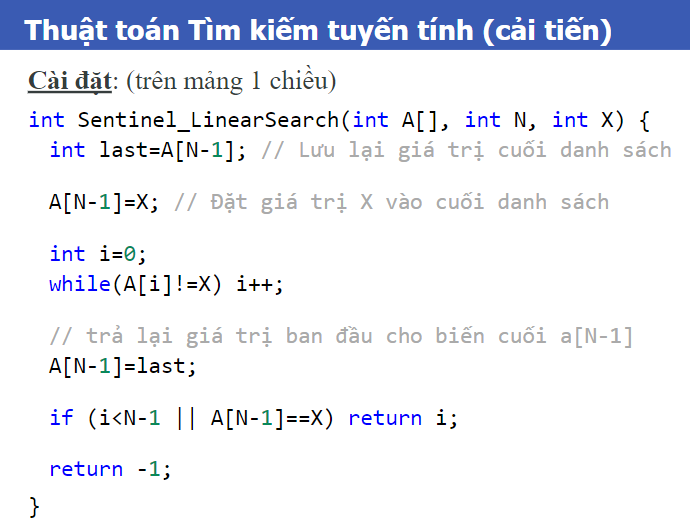 Thuật toán Tìm kiếm tuyến tính (cải tiến)
Cài đặt: (trên mảng 1 chiều)
int Sentinel_LinearSearch(int A[], int N, int X) {
int last=A[N-1]; // Lưu lại giá trị cuối danh sách
A[N-1]=X; // Đặt giá trị X vào cuối danh sách
int i=0;
while(A[i]!=X) i++;
// trả lại giá trị ban đầu cho biến cuối a[N-1]
A[N-1]=last;
if (i<N-1 || A[N-1]==X) return i;
return -1;
}